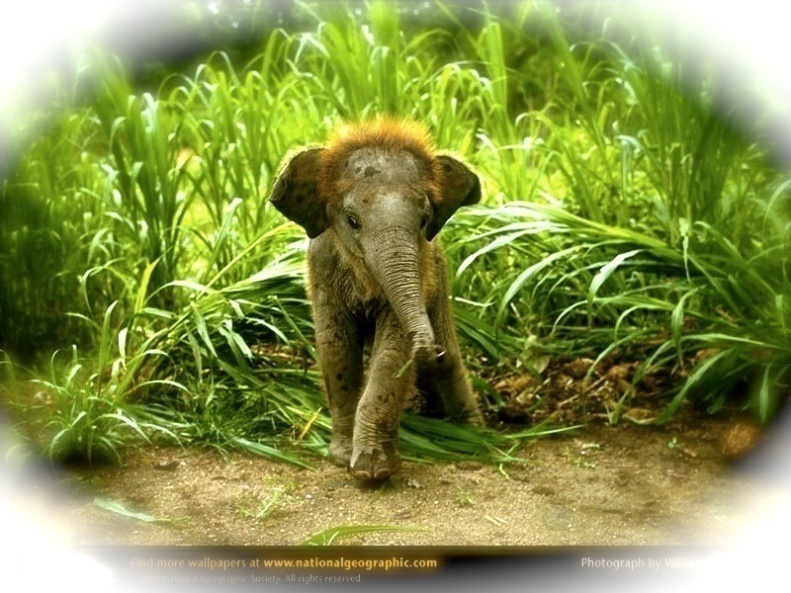 Find more wallpapers at www.nationalgeographic.com
Photograph by
National Geographic Society. All rights reserved.